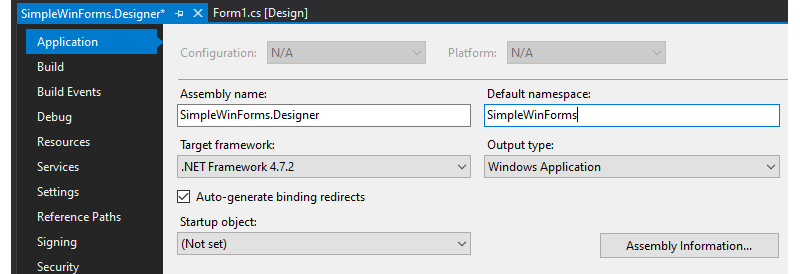 SimpleWinForms.Designer* Form1.cs [Design]
Application
Build
Build Events
Debug
Resources
Services
Settings
Reference Paths
Signing
Security
Configuration: N/A Platform: N/A
Assembly name: Default namespace:
SimpleWinForms.Designer SimpleWinForms
Target framework: Output type:
.NET Framework 4.7.2 Windows Application
Auto-generate binding redirects
Startup object:
(Not set) Assembly Information...